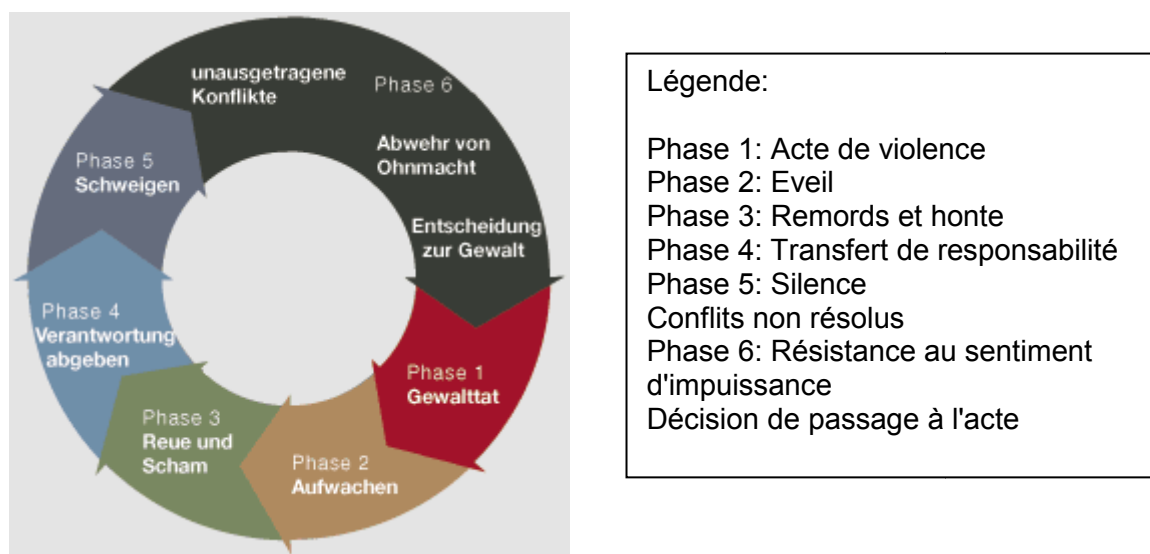 unausgetragene
Konflikte
Phase 6
Abwehr von
Ohnmacht
Entscheidung
zur Gewalt
Phase 1
Gewalttat
Phase 2
Aufwachen
Phase 3
Reue und
Scham
Phase 4
Verantwortung
abgeben
Phase 5
Schweigen
Légende:
Phase 1: Acte de violence
Phase 2: Eveil
Phase 3: Remords et honte
Phase 4: Transfert de responsabilité
Phase 5: Silence
Conflits non résolus
Phase 6: Résistance au sentiment
d'impuissance
Décision de passage à l'acte